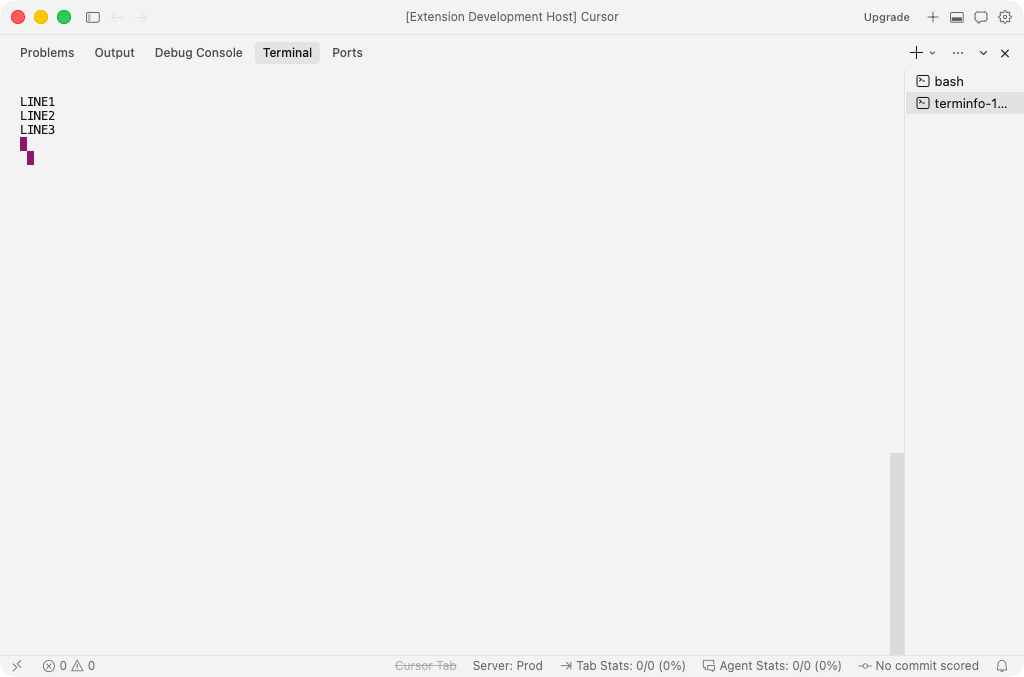 [Extension Development Host] Cursor
Upgrade
Problems Output Debug Console Terminal Ports
bash
terminfo-1...
LINE1
LINE2
LINE3
0 0 Cursor Tab Server: Prod Tab Stats: 0/0 (0%) Agent Stats: 0/0 (0%) No commit scored